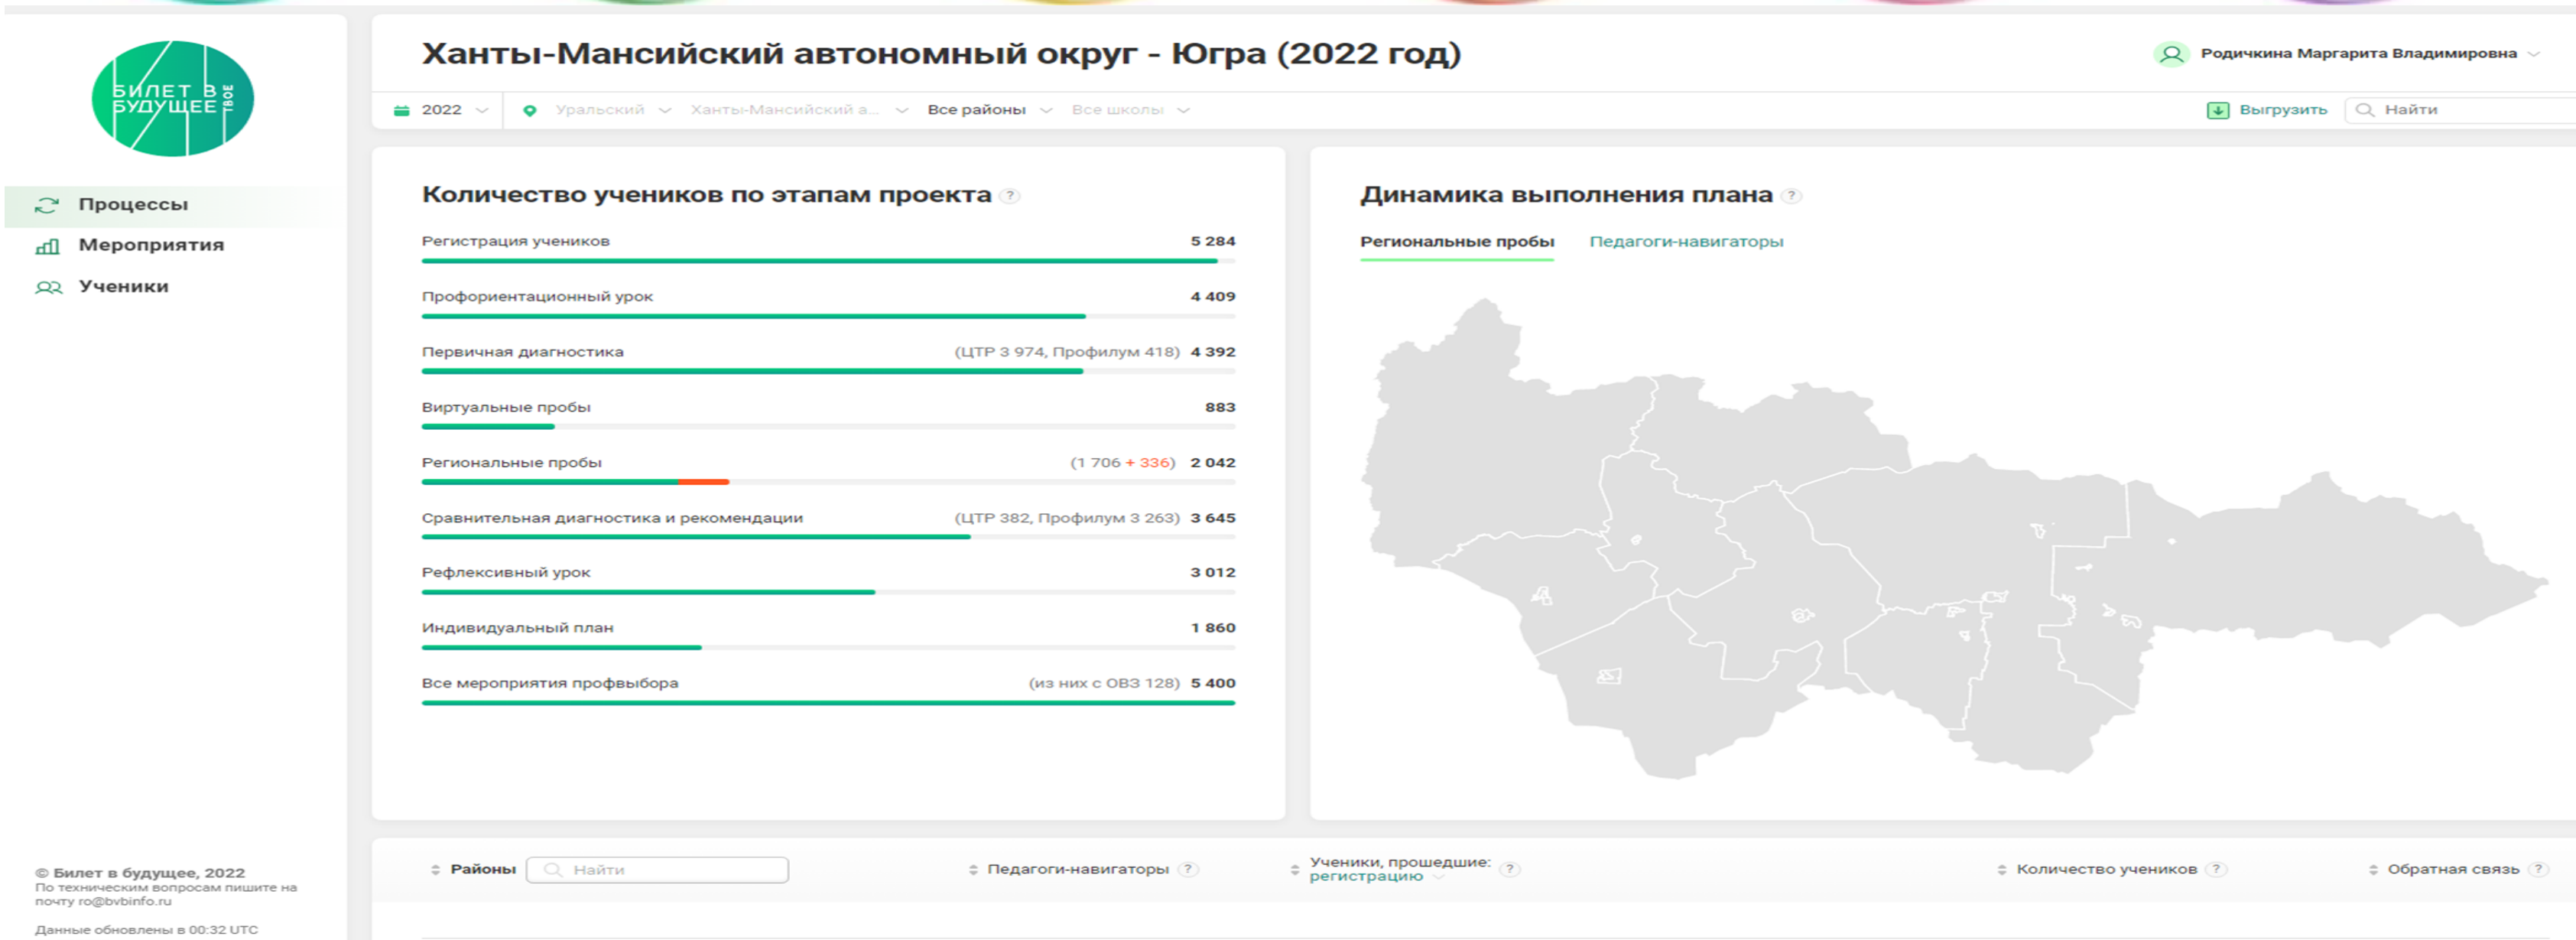 БИЛЕТ В
БУДУЩЕЕ
ТВОЕ
Процессы
Мероприятия
Ученики
© Билет в будущее, 2022
По техническим вопросам пишите на
почту ro@bvbinfo.ru
Данные обновлены в 00:32 UTC
Ханты-Мансийский автономный округ - Югра (2022 год)
Родичкина Маргарита Владимировна
2022 Уральский Ханты-Мансийский а... Все районы Все школы
Выгрузить Найти
Количество учеников по этапам проекта ?
Регистрация учеников 5 284
Профориентационный урок 4 409
Первичная диагностика (ЦТР 3 974, Профилум 418) 4 392
Виртуальные пробы 883
Региональные пробы (1 706 + 336) 2 042
Сравнительная диагностика и рекомендации (ЦТР 382, Профилум 3 263) 3 645
Рефлексивный урок 3 012
Индивидуальный план 1 860
Все мероприятия профвыбора (из них с ОВЗ 128) 5 400
Динамика выполнения плана ?
Региональные пробы Педагоги-навигаторы
Районы Найти
Педагоги-навигаторы ?
Ученики, прошедшие: ?
регистрацию
Количество учеников ?
Обратная связь ?